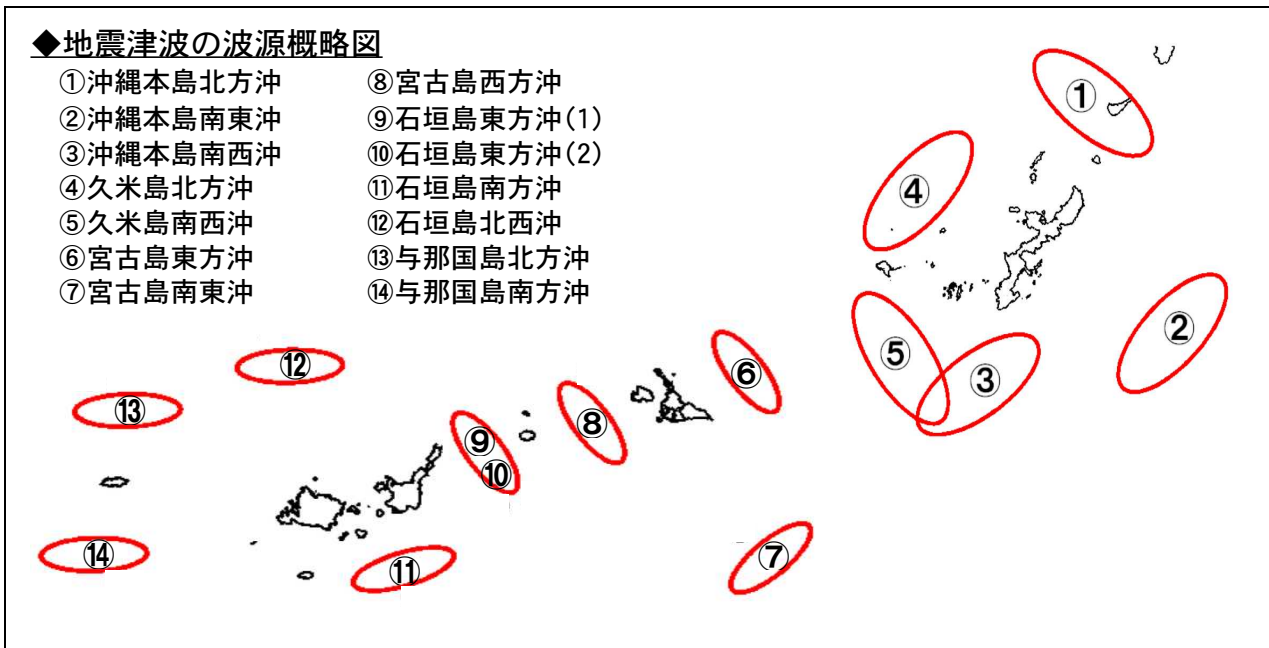 ◆地震津波の波源概略図
①沖縄本島北方沖
②沖縄本島南東沖
③沖縄本島南西沖
④久米島北方沖
⑤久米島南西沖
⑥宮古島東方沖
⑦宮古島南東沖
⑧宮古島西方沖
⑨石垣島東方沖(1)
⑩石垣島東方沖(2)
⑪石垣島南方沖
⑫石垣島北西沖
⑬与那国島北方沖
⑭与那国島南方沖
①
④
②
⑤
③
⑥
⑧
⑫
⑬
⑨
⑩
⑭
⑪
⑦